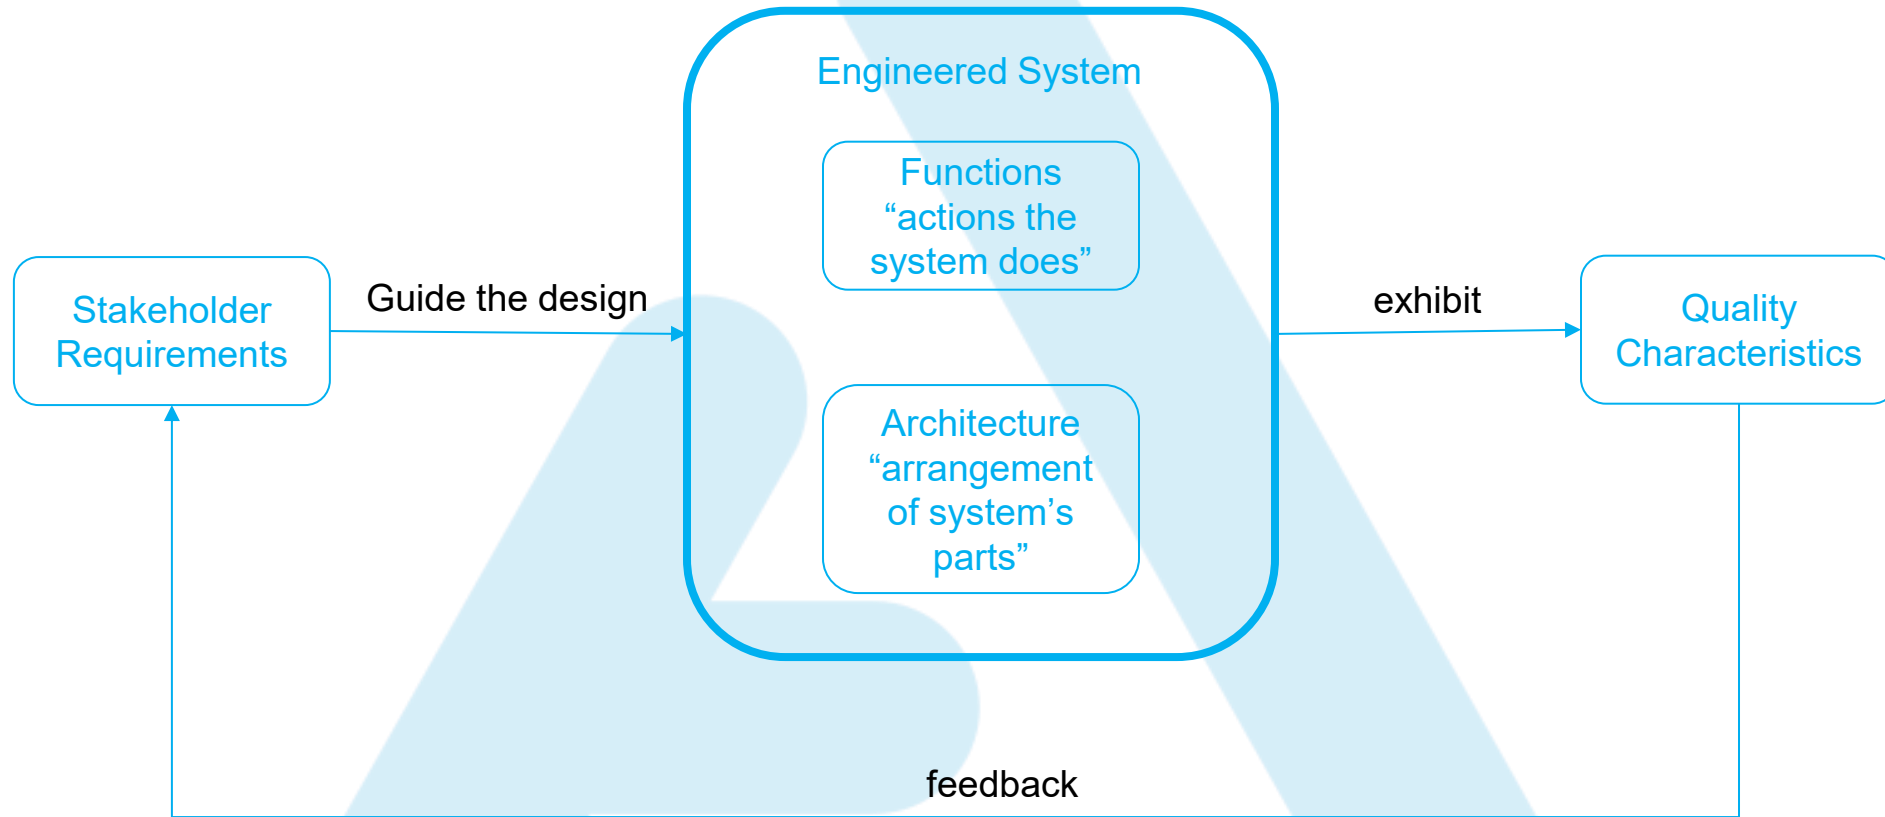 Engineered System
Functions
“actions the
system does”
Stakeholder
Requirements
Guide the design
exhibit
Quality
Characteristics
Architecture
“arrangement
of system’s
parts”
feedback